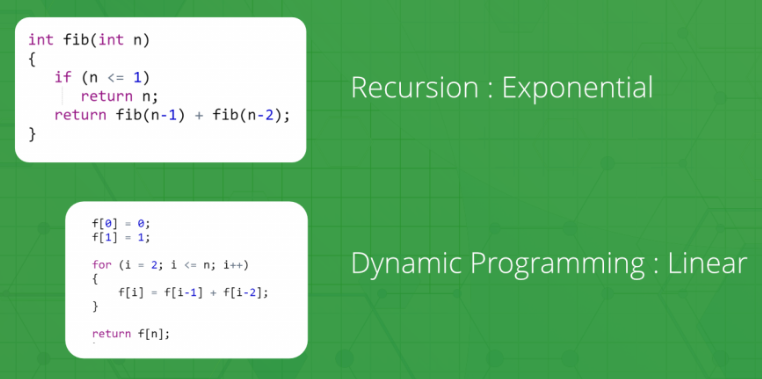 int fib(int n)
{
if (n <= 1)
return n;
return fib(n-1) + fib(n-2);
}
Recursion : Exponential
f[0] = 0;
f[1] = 1;
for (i = 2; i <= n; i++)
{
f[i] = f[i-1] + f[i-2];
}
return f[n];
Dynamic Programming : Linear